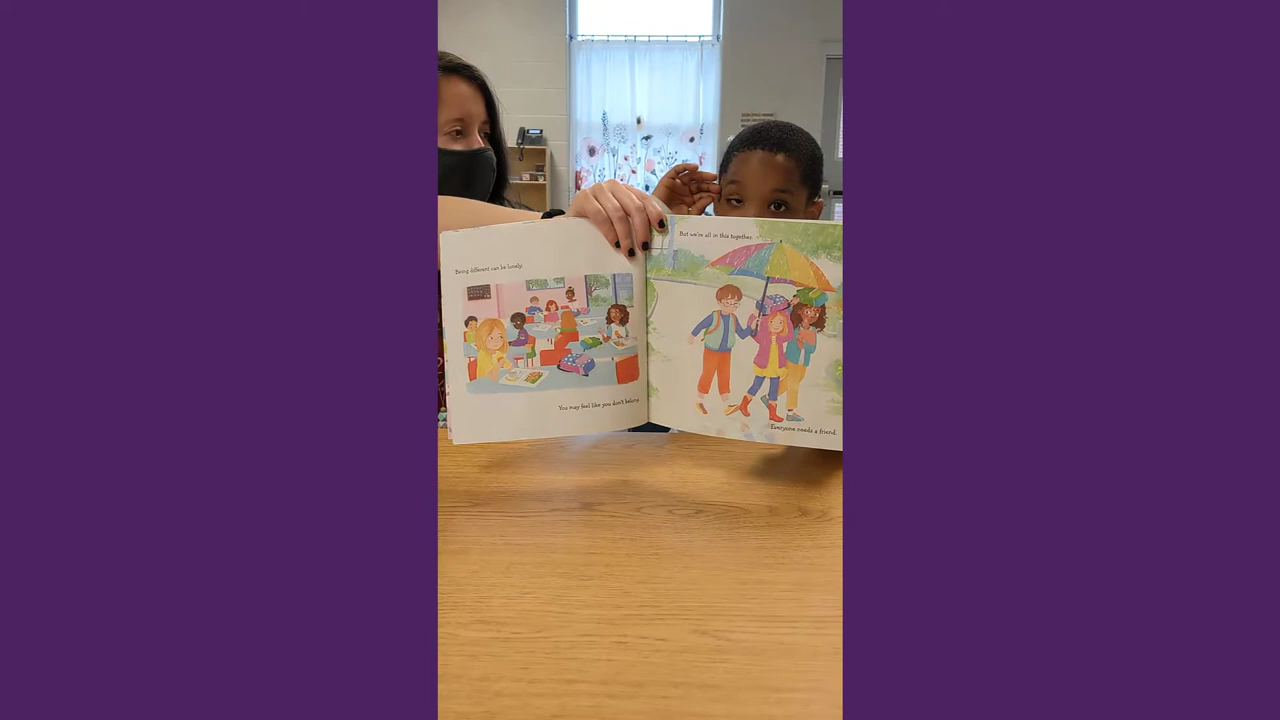 Being different can be lonely.
You may feel like you don't belong.
But we're all in this together.
Everyone needs a friend.